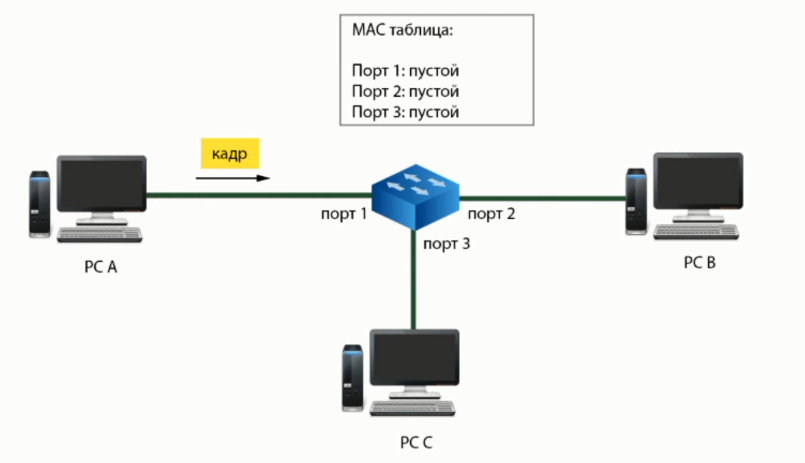 MAC таблица:
Порт 1: пустой
Порт 2: пустой
Порт 3: пустой
кадр
порт 1
порт 2
порт 3
PC A
PC B
PC C